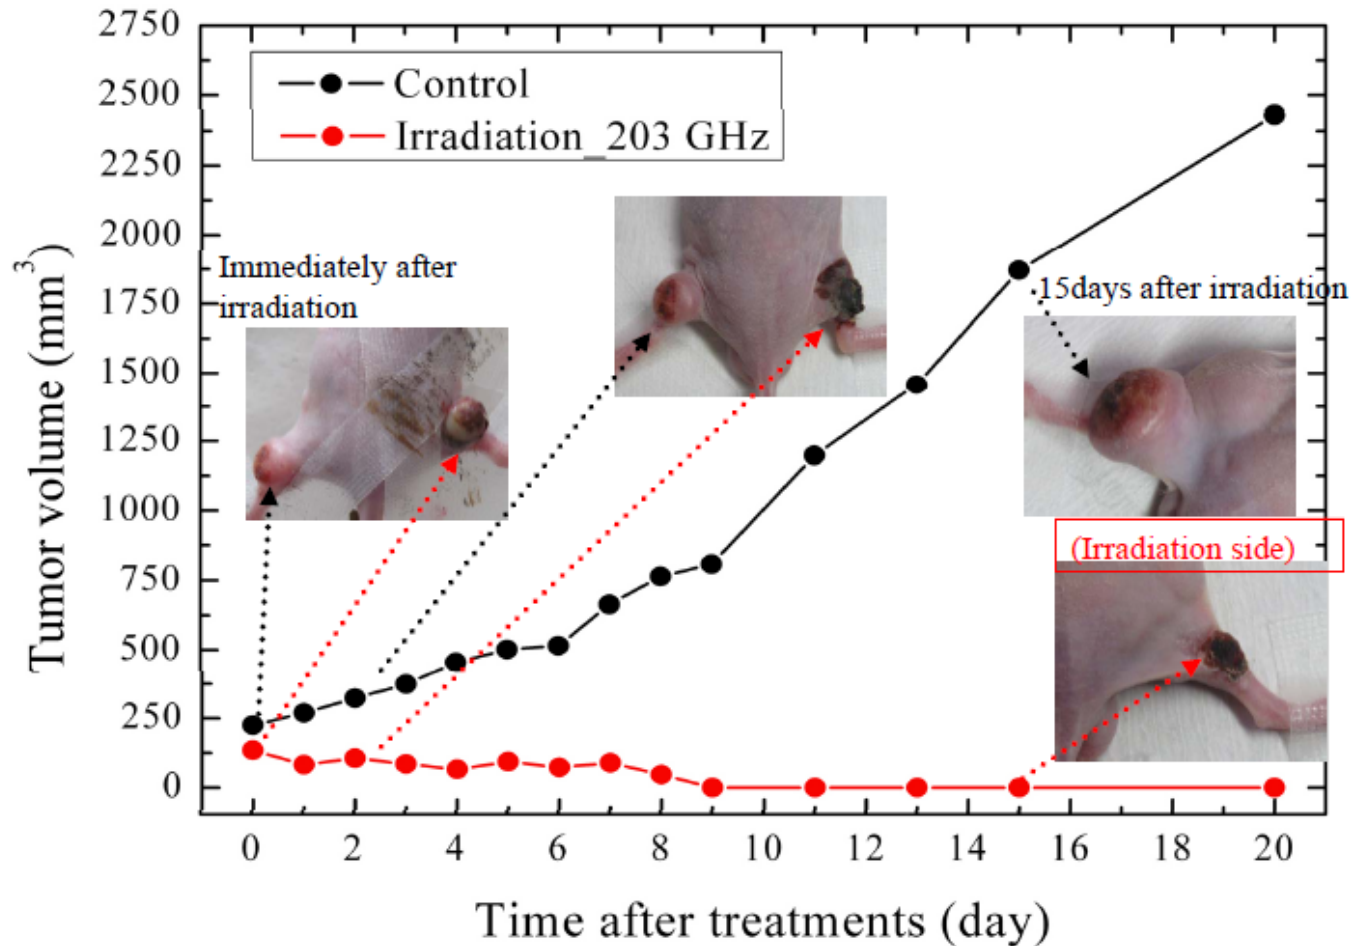 2750
2500
2250
2000
1750
1500
1250
1000
750
500
250
0
Tumor volume (mm³)
Control
Irradiation_203 GHz
Immediately after
irradiation
15days after irradiation
(Irradiation side)
0 2 4 6 8 10 12 14 16 18 20
Time after treatments (day)